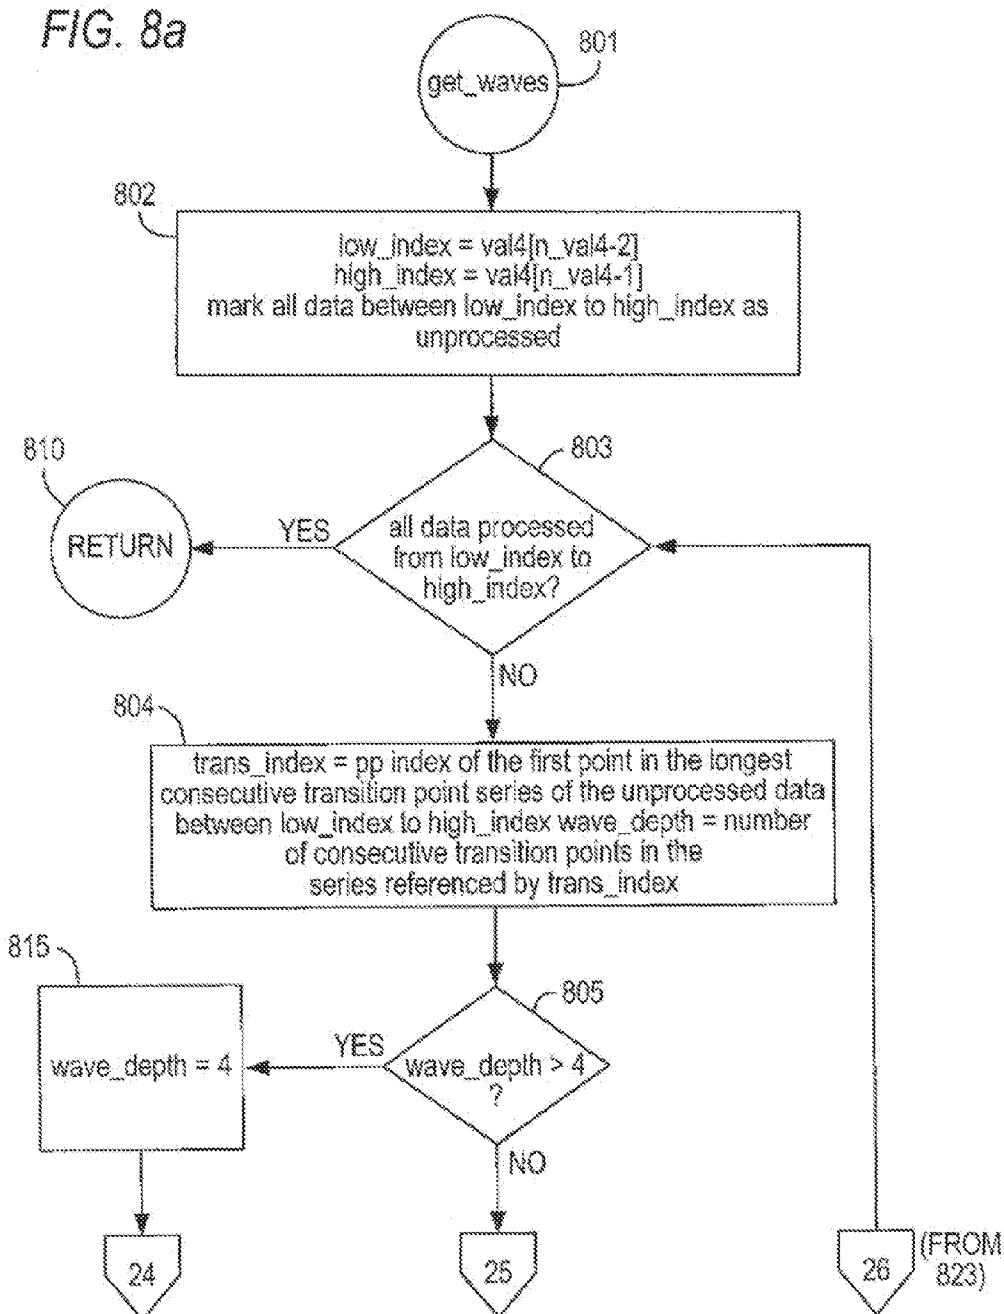 FIG. 8a
801
get_waves
802
low_index = val4[n_val4-2]
high_index = val4[n_val4-1]
mark all data between low_index to high_index as
unprocessed
810
803
RETURN
YES
all data processed
from low_index to
high_index?
NO
804
trans_index = pp index of the first point in the longest
consecutive transition point series of the unprocessed data
between low_index to high_index wave_depth = number
of consecutive transition points in the
series referenced by trans_index
815
805
wave_depth = 4
YES
wave_depth > 4
?
NO
24
25
26
(FROM
823)